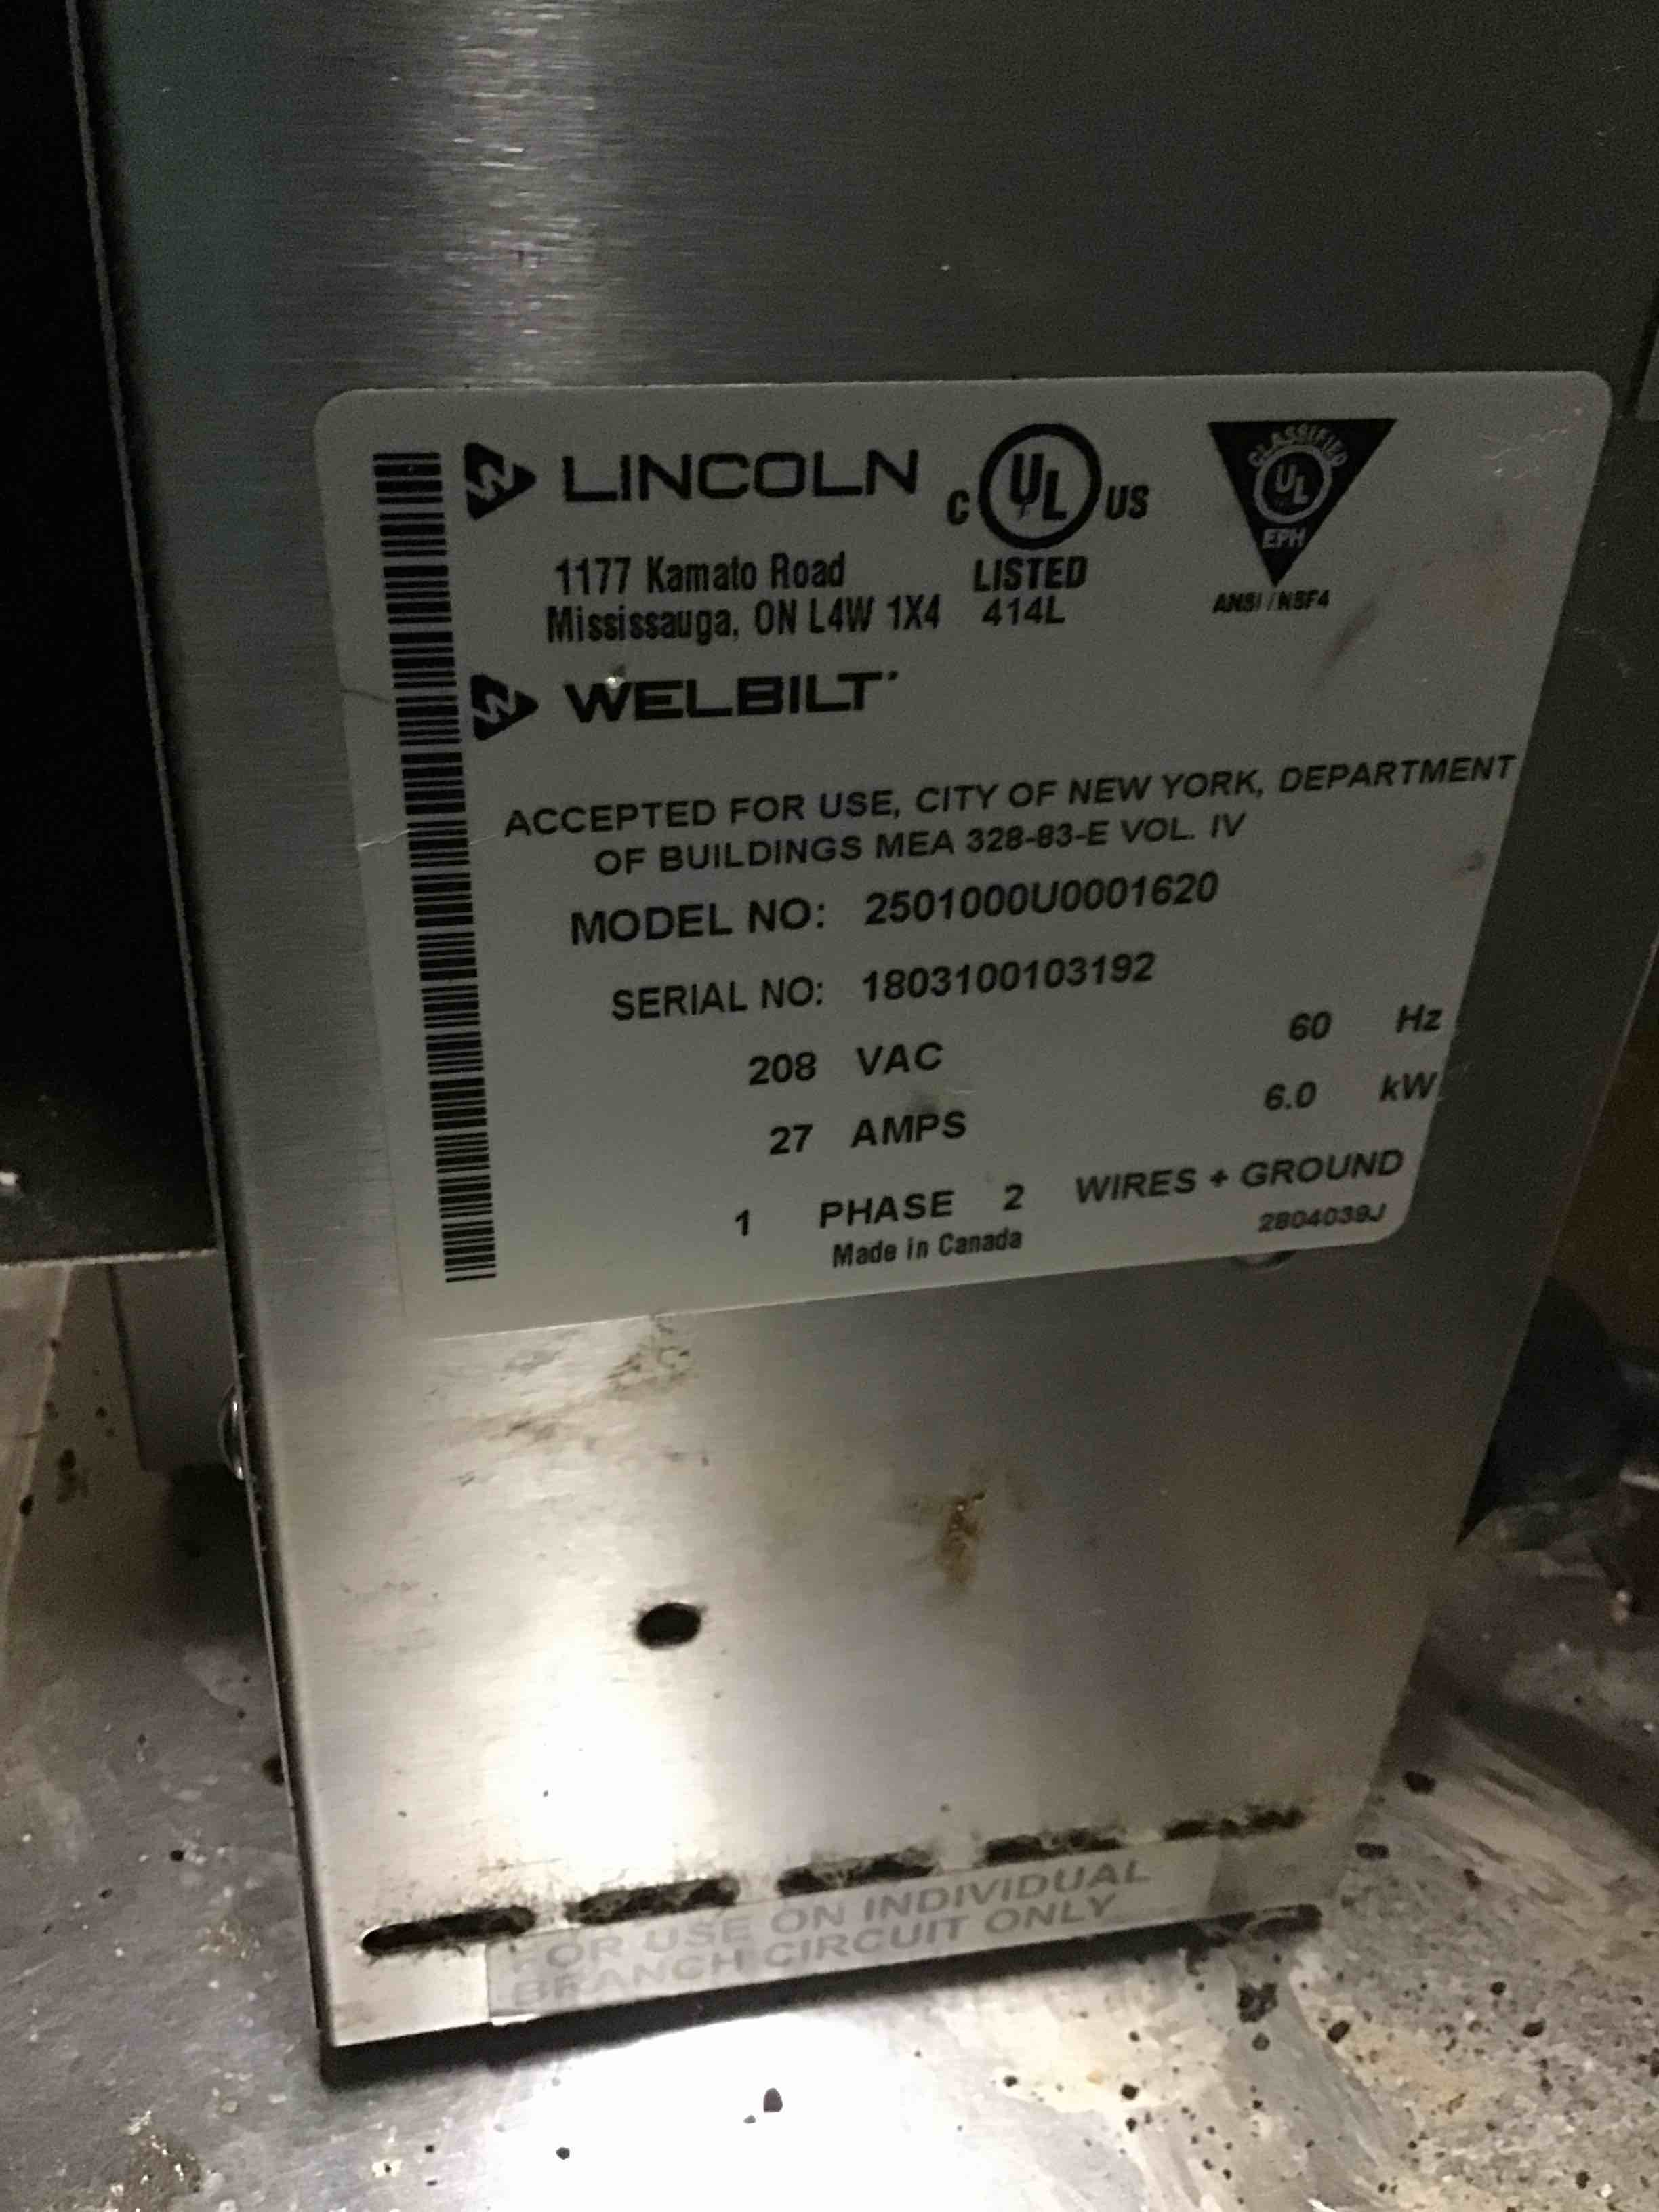 LINCOLN
C UL US
LISTED
414L
CLASSIFIED
UL
EPH
ANSI / NSF4
1177 Kamato Road
Mississauga, ON L4W 1X4
WELBILT
ACCEPTED FOR USE, CITY OF NEW YORK, DEPARTMENT
OF BUILDINGS MEA 328-83-E VOL. IV
MODEL NO: 2501000U0001620
SERIAL NO: 1803100103192
208 VAC 60 Hz
27 AMPS 6.0 kW
1 PHASE 2 WIRES + GROUND
Made in Canada 2804039J
FOR USE ON INDIVIDUAL
BRANCH CIRCUIT ONLY